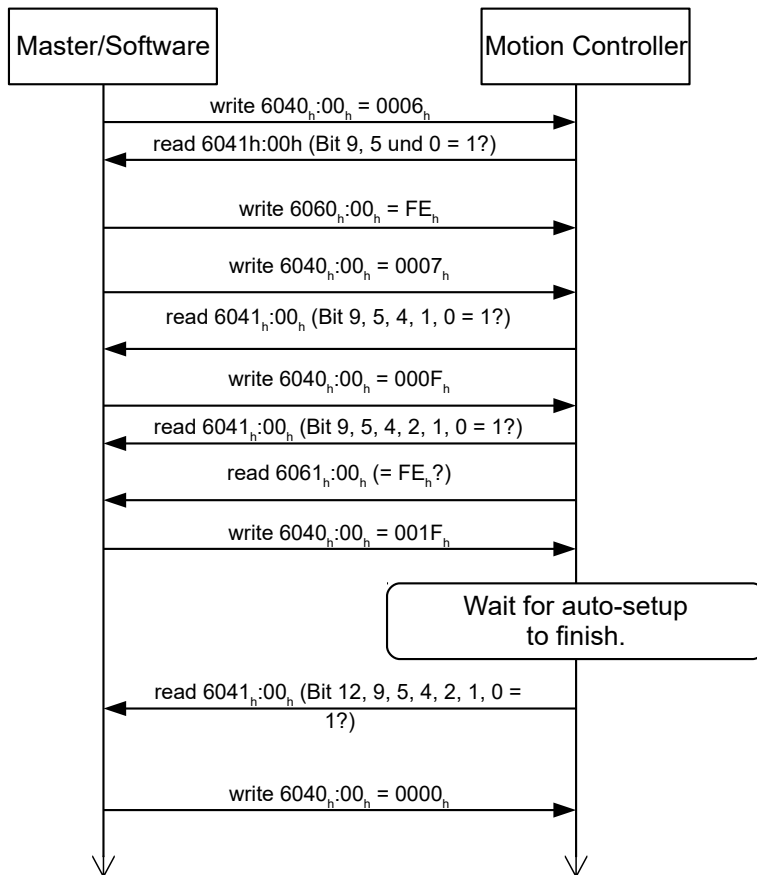 Master/Software
Motion Controller
write 6040h:00h = 0006h
read 6041h:00h (Bit 9, 5 und 0 = 1?)
write 6060h:00h = FEh
write 6040h:00h = 0007h
read 6041h:00h (Bit 9, 5, 4, 1, 0 = 1?)
write 6040h:00h = 000Fh
read 6041h:00h (Bit 9, 5, 4, 2, 1, 0 = 1?)
read 6061h:00h (= FEh?)
write 6040h:00h = 001Fh
Wait for auto-setup
to finish.
read 6041h:00h (Bit 12, 9, 5, 4, 2, 1, 0 =
1?)
write 6040h:00h = 0000h